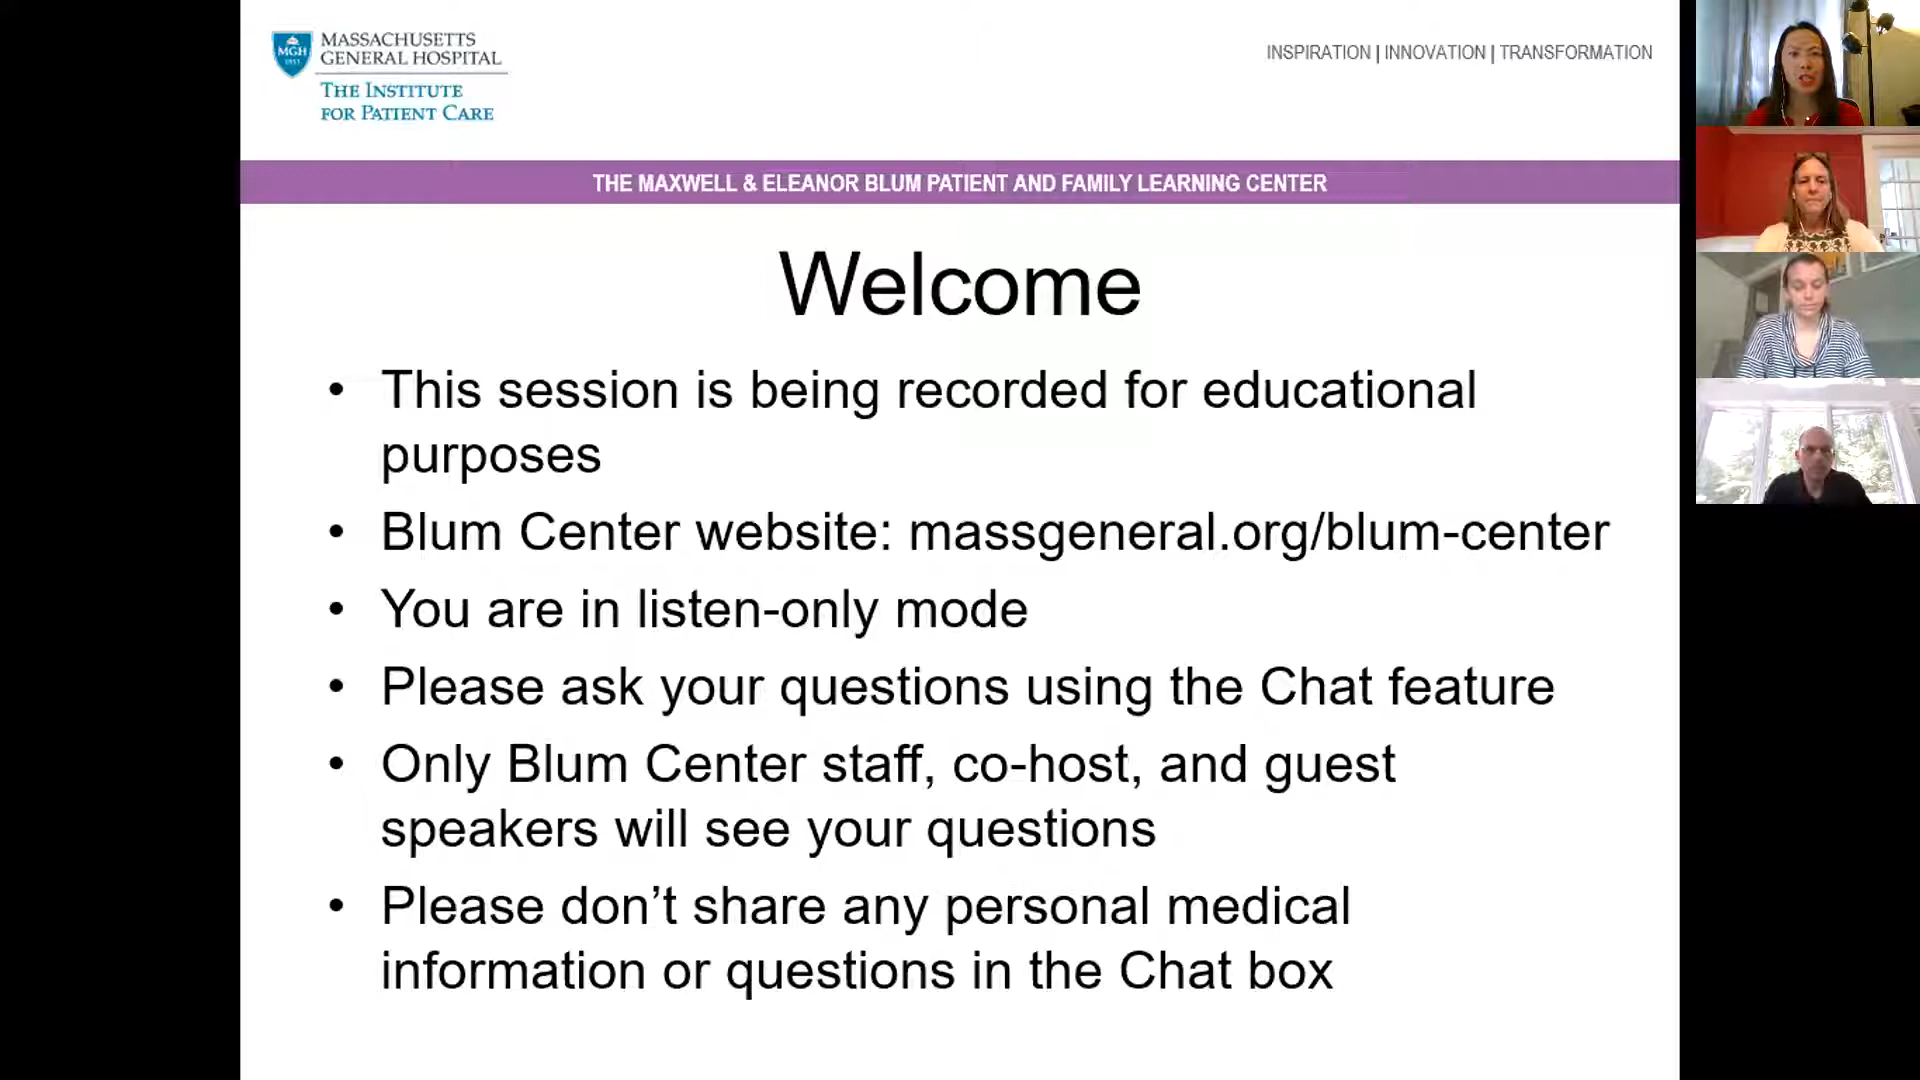 MGH
1811
MASSACHUSETTS
GENERAL HOSPITAL
THE INSTITUTE
FOR PATIENT CARE
INSPIRATION | INNOVATION | TRANSFORMATION
THE MAXWELL & ELEANOR BLUM PATIENT AND FAMILY LEARNING CENTER
Welcome
• This session is being recorded for educational
purposes
• Blum Center website: massgeneral.org/blum-center
• You are in listen-only mode
• Please ask your questions using the Chat feature
• Only Blum Center staff, co-host, and guest
speakers will see your questions
• Please don’t share any personal medical
information or questions in the Chat box